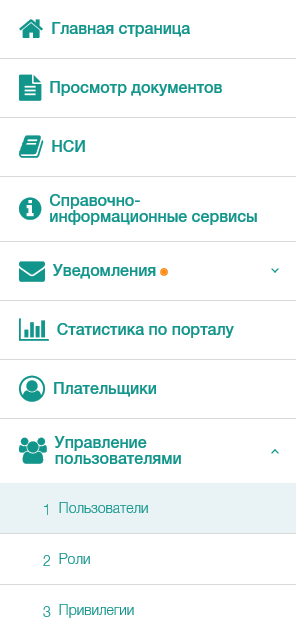 Главная страница
Просмотр документов
НСИ
Справочно-
информационные сервисы
Уведомления
Статистика по порталу
Плательщики
Управление
пользователями
1 Пользователи
2 Роли
3 Привилегии